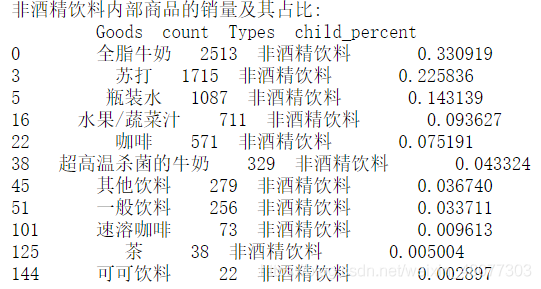 非酒精饮料内部商品的销量及其占比:
Goods count Types child_percent
0 全脂牛奶 2513 非酒精饮料 0.330919
3 苏打 1715 非酒精饮料 0.225836
5 瓶装水 1087 非酒精饮料 0.143139
16 水果/蔬菜汁 711 非酒精饮料 0.093627
22 咖啡 571 非酒精饮料 0.075191
38 超高温杀菌的牛奶 329 非酒精饮料 0.043324
45 其他饮料 279 非酒精饮料 0.036740
51 一般饮料 256 非酒精饮料 0.033711
101 速溶咖啡 73 非酒精饮料 0.009613
125 茶 38 非酒精饮料 0.005004
144 可可饮料 22 非酒精饮料 0.002897